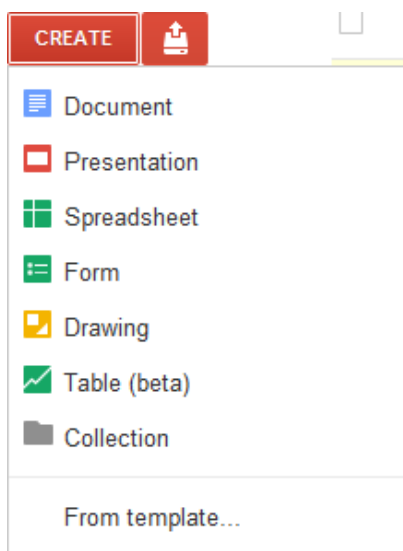 CREATE
Document
Presentation
Spreadsheet
Form
Drawing
Table (beta)
Collection
From template...